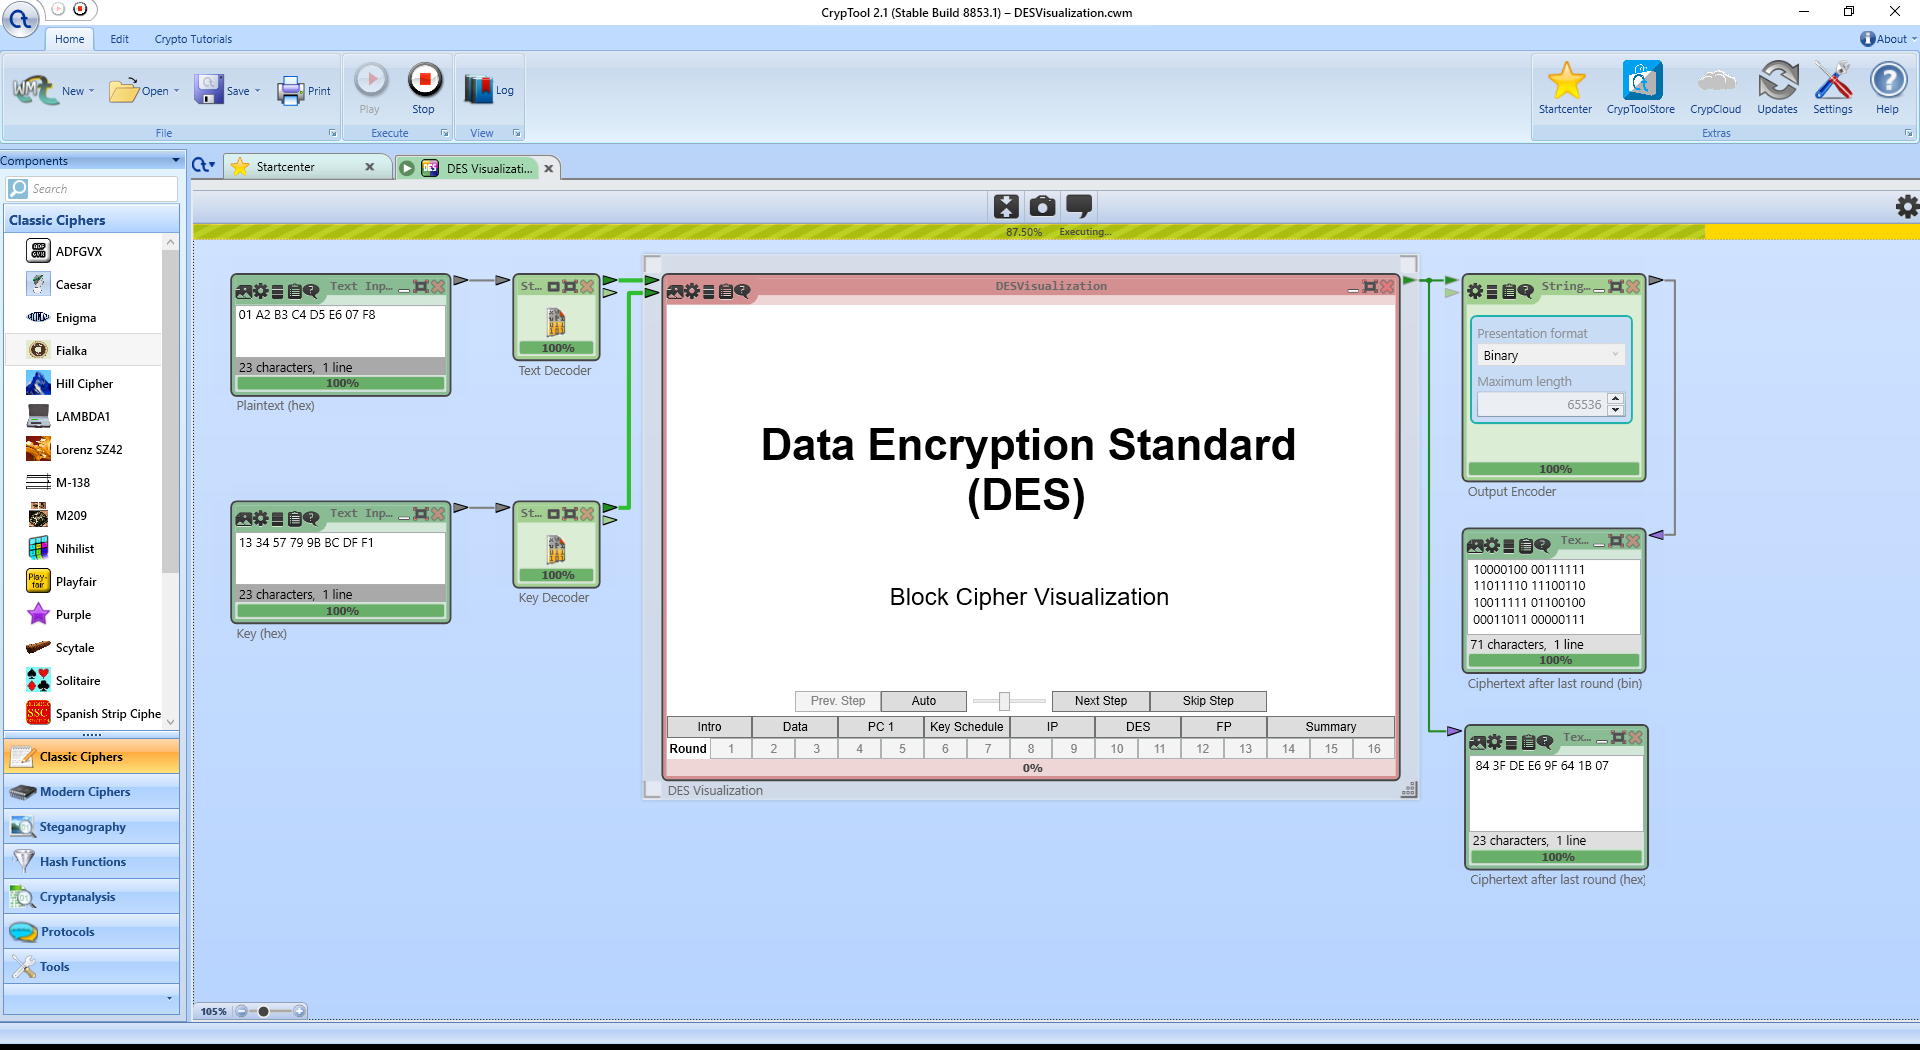 CrypTool 2.1 (Stable Build 8853.1) – DESVisualization.cwm
Home Edit Crypto Tutorials About
New Open Save Print Play Stop Log Startcenter CrypToolStore CrypCloud Updates Settings Help
File Execute View Extras
Components
Search
Classic Ciphers
ADFGVX
Caesar
Enigma
Fialka
Hill Cipher
LAMBDA1
Lorenz SZ42
M-138
M209
Nihilist
Playfair
Purple
Scytale
Solitaire
Spanish Strip Ciphe
Classic Ciphers
Modern Ciphers
Steganography
Hash Functions
Cryptanalysis
Protocols
Tools
Startcenter DES Visualizati...
87.50% Executing...
Text Inp...
01 A2 B3 C4 D5 E6 07 F8
23 characters, 1 line
100%
Plaintext (hex)
St...
100%
Text Decoder
Text Inp...
13 34 57 79 9B BC DF F1
23 characters, 1 line
100%
Key (hex)
St...
100%
Key Decoder
DESVisualization
Data Encryption Standard
(DES)
Block Cipher Visualization
Prev. Step Auto Next Step Skip Step
Intro Data PC 1 Key Schedule IP DES FP Summary
Round 1 2 3 4 5 6 7 8 9 10 11 12 13 14 15 16
0%
DES Visualization
String...
Presentation format
Binary
Maximum length
65536
100%
Output Encoder
Tex...
10000100 00111111
11011110 11100110
10011111 01100100
00011011 00000111
71 characters, 1 line
100%
Ciphertext after last round (bin)
Tex...
84 3F DE E6 9F 64 1B 07
23 characters, 1 line
100%
Ciphertext after last round (hex)
105%